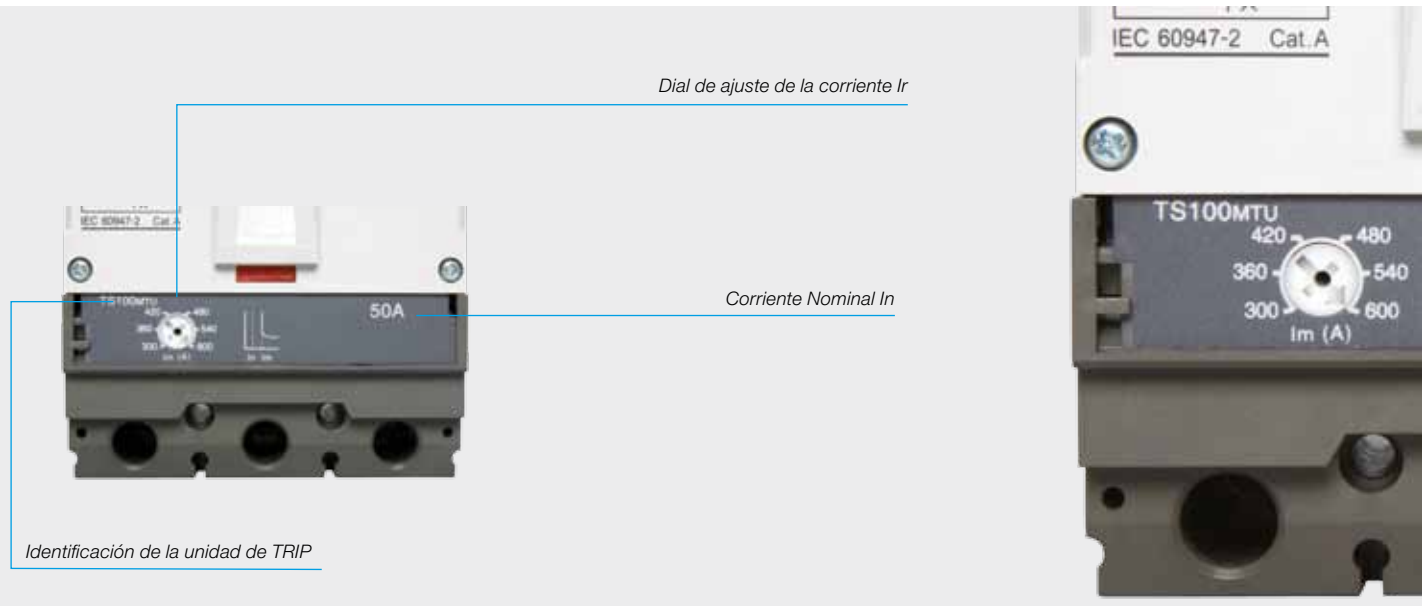 Dial de ajuste de la corriente Ir
IEC 60947-2 Cat.A
TS100MTU
420 480
360 540
300 600
Im (A)
50A
Corriente Nominal In
Identificación de la unidad de TRIP
IEC 60947-2 Cat.A
TS100MTU
420 480
360 540
300 600
Im (A)